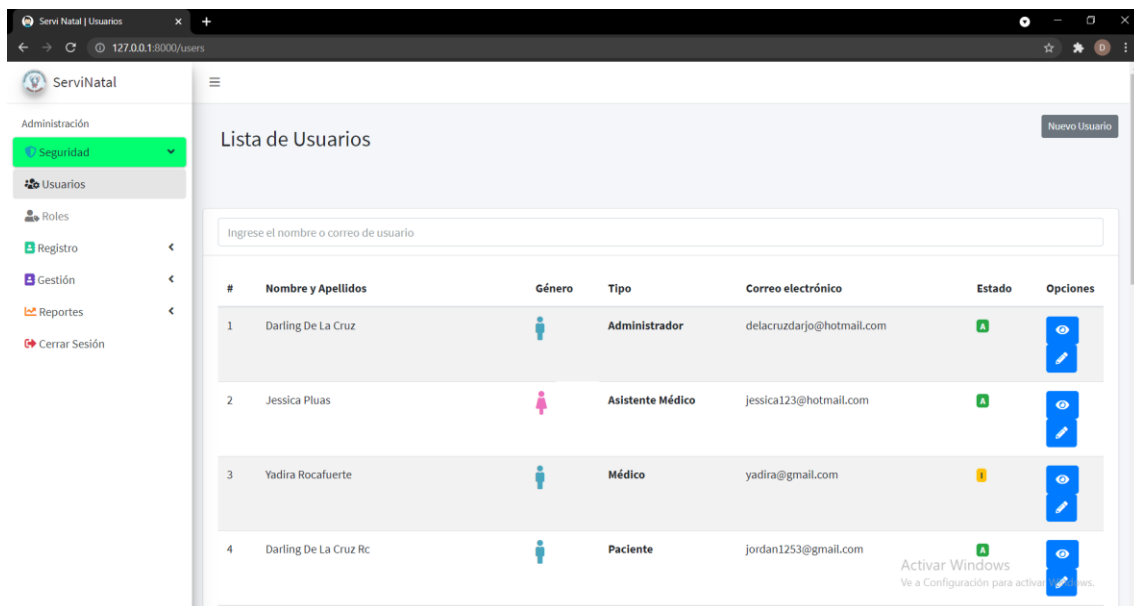 Servi Natal | Usuarios
127.0.0.1:8000/users
D
ServiNatal
Administración
Seguridad
Usuarios
Roles
Registro
Gestión
Reportes
Cerrar Sesión
Lista de Usuarios
Nuevo Usuario
Ingrese el nombre o correo de usuario
# Nombre y Apellidos Género Tipo Correo electrónico Estado Opciones
1 Darling De La Cruz Administrador delacruzdarjo@hotmail.com A
2 Jessica Pluas Asistente Médico jessica123@hotmail.com A
3 Yadira Rocafuerte Médico yadira@gmail.com I
4 Darling De La Cruz Rc Paciente jordan1253@gmail.com A
Activar Windows
Ve a Configuración para activar Windows.